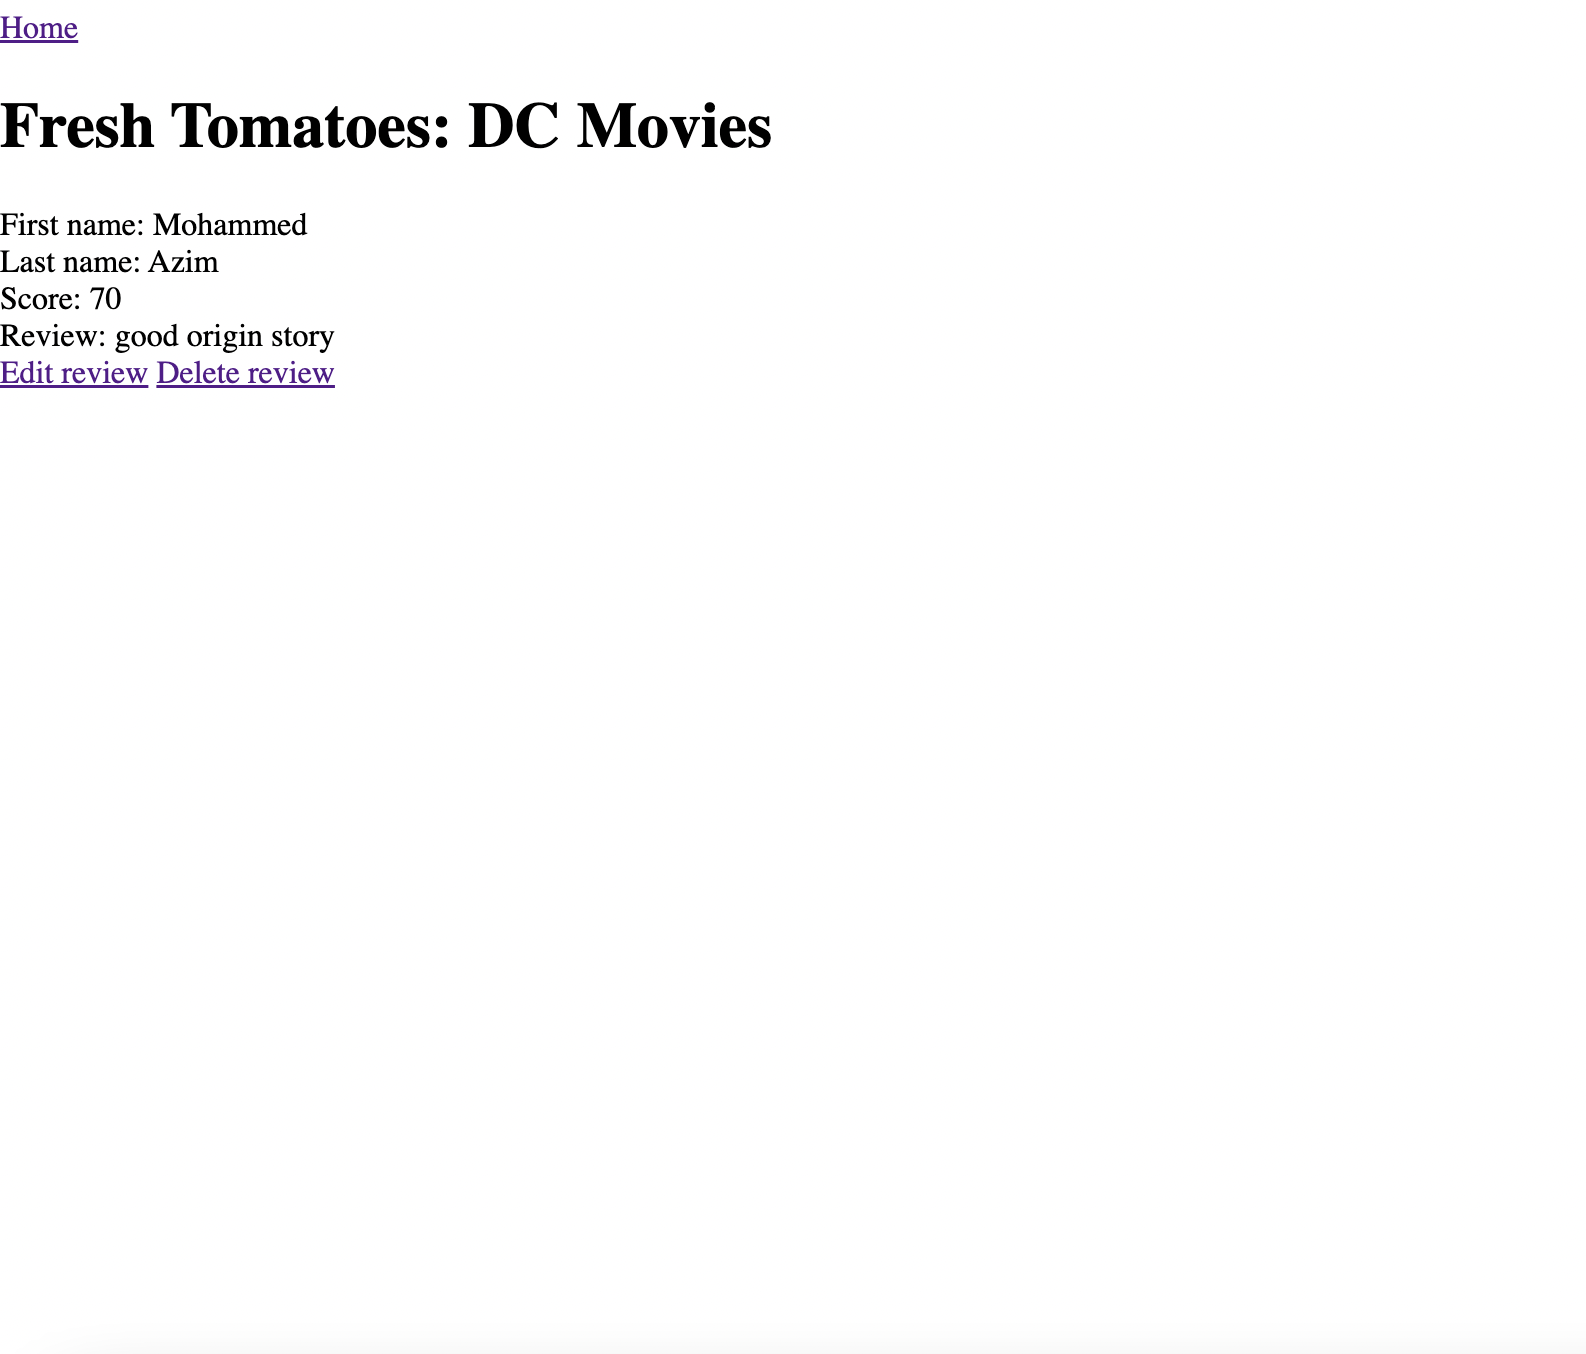 Home
Fresh Tomatoes: DC Movies
First name: Mohammed
Last name: Azim
Score: 70
Review: good origin story
Edit review Delete review